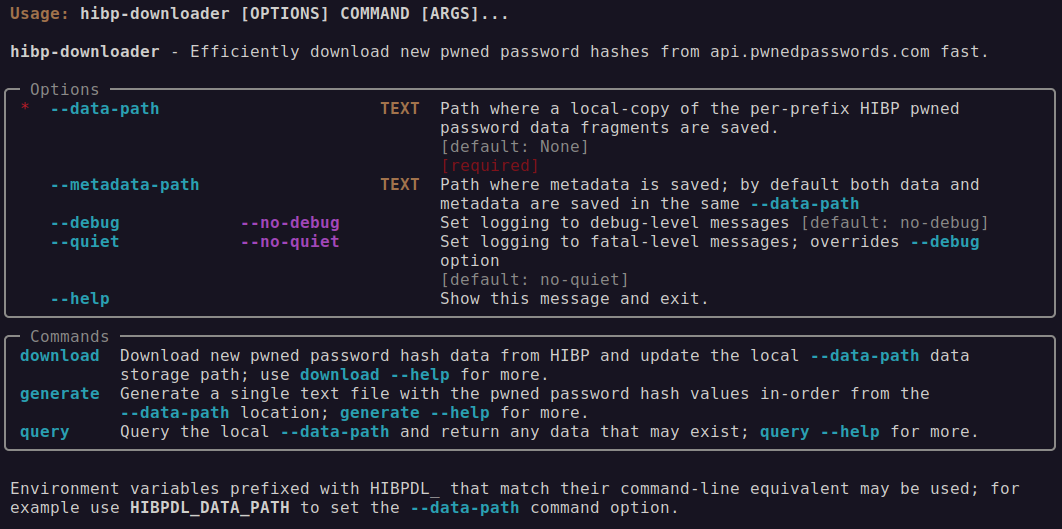 Usage: hibp-downloader [OPTIONS] COMMAND [ARGS]...
hibp-downloader - Efficiently download new pwned password hashes from api.pwnedpasswords.com fast.
Options
* --data-path TEXT Path where a local-copy of the per-prefix HIBP pwned
password data fragments are saved.
[default: None]
[required]
--metadata-path TEXT Path where metadata is saved; by default both data and
metadata are saved in the same --data-path
--debug --no-debug Set logging to debug-level messages [default: no-debug]
--quiet --no-quiet Set logging to fatal-level messages; overrides --debug
option
[default: no-quiet]
--help Show this message and exit.
Commands
download Download new pwned password hash data from HIBP and update the local --data-path data
storage path; use download --help for more.
generate Generate a single text file with the pwned password hash values in-order from the
--data-path location; generate --help for more.
query Query the local --data-path and return any data that may exist; query --help for more.
Environment variables prefixed with HIBPDL_ that match their command-line equivalent may be used; for
example use HIBPDL_DATA_PATH to set the --data-path command option.